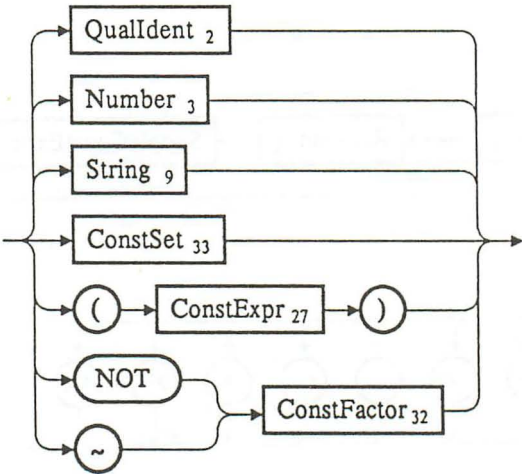 QualIdent 2
Number 3
String 9
ConstSet 33
( ConstExpr 27 )
NOT
ConstFactor 32
~